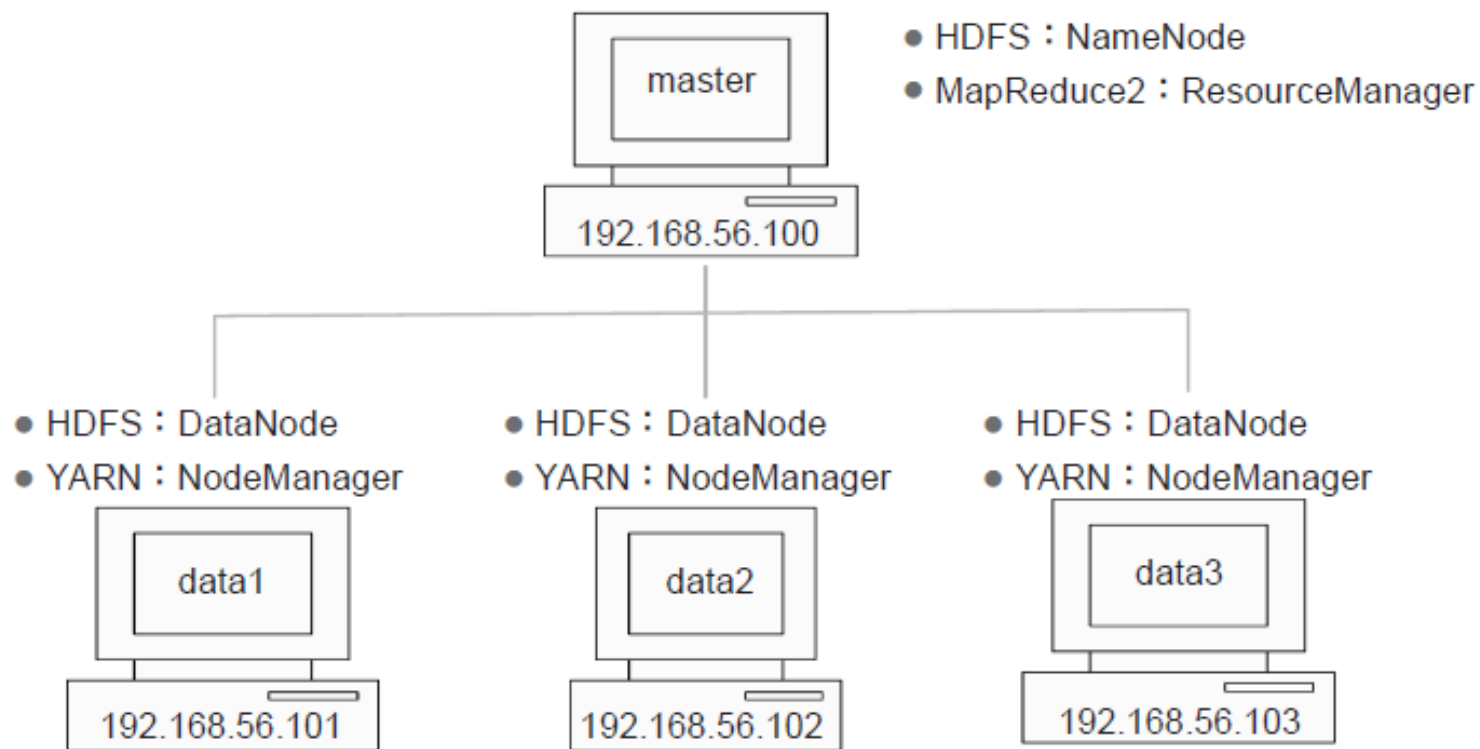 master
192.168.56.100
● HDFS：NameNode
● MapReduce2：ResourceManager
● HDFS：DataNode
● YARN：NodeManager
data1
192.168.56.101
● HDFS：DataNode
● YARN：NodeManager
data2
192.168.56.102
● HDFS：DataNode
● YARN：NodeManager
data3
192.168.56.103